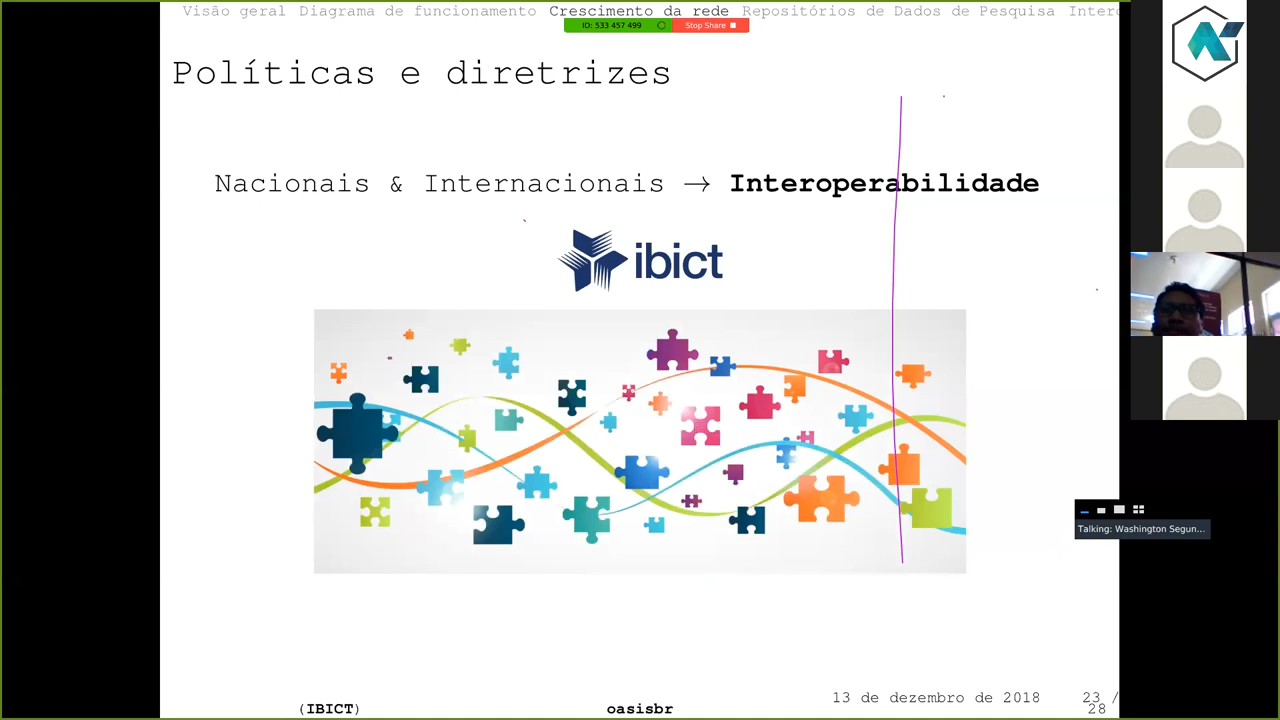 Visão geral Diagrama de funcionamento Crescimento da rede Repositórios de Dados de Pesquisa Inter
ID: 533 457 499 Stop Share
Políticas e diretrizes
Nacionais & Internacionais → Interoperabilidade
ibict
Talking: Washington Segun...
13 de dezembro de 2018 23 /
(IBICT) oasisbr 28